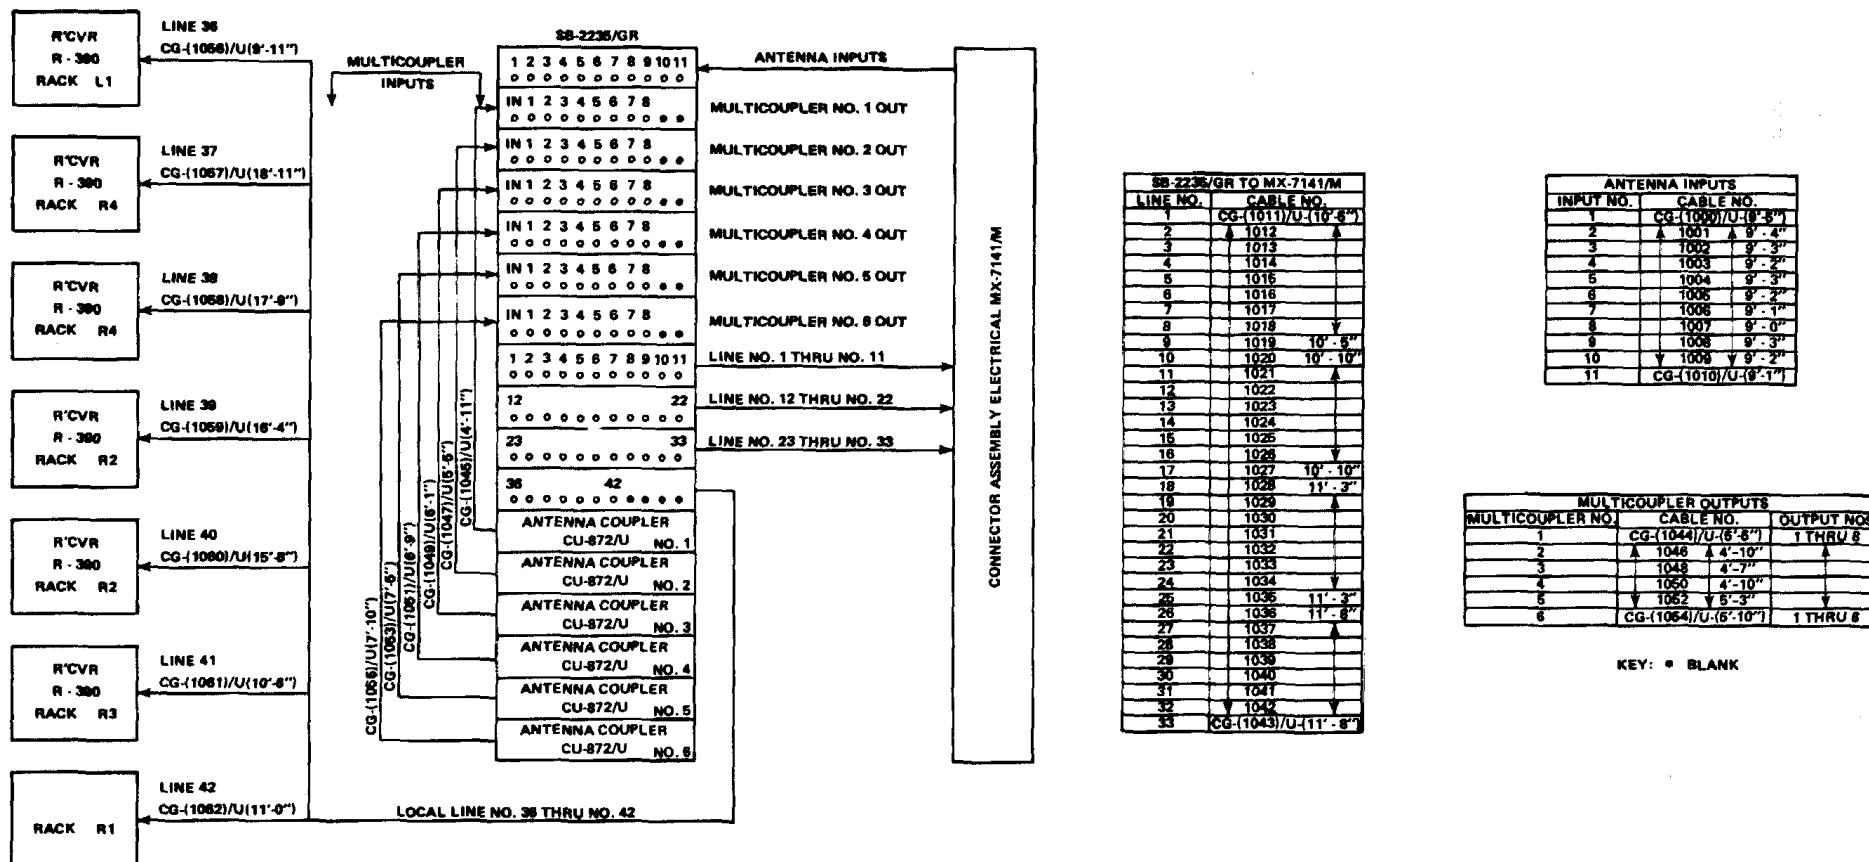 R'CVR
R - 390
RACK L1
LINE 36
CG-(1056)/U(9'-11")
R'CVR
R - 390
RACK R4
LINE 37
CG-(1057)/U(18'-11")
R'CVR
R - 390
RACK R4
LINE 38
CG-(1058)/U(17'-9")
R'CVR
R - 390
RACK R2
LINE 39
CG-(1059)/U(16'-4")
R'CVR
R - 390
RACK R2
LINE 40
CG-(1060)/U(15'-8")
R'CVR
R - 390
RACK R3
LINE 41
CG-(1061)/U(10'-8")
RACK R1
LINE 42
CG-(1062)/U(11'-0")
LOCAL LINE NO. 36 THRU NO. 42
MULTICOUPLER
INPUTS
CG-(1055)/U(7'-10")
CG-(1053)/U(7'-6")
CG-(1051)/U(6'-9")
CG-(1049)/U(6'-1")
CG-(1047)/U(5'-5")
CG-(1045)/U(4'-11")
SB-2235/GR
1 2 3 4 5 6 7 8 9 10 11
IN 1 2 3 4 5 6 7 8
IN 1 2 3 4 5 6 7 8
IN 1 2 3 4 5 6 7 8
IN 1 2 3 4 5 6 7 8
IN 1 2 3 4 5 6 7 8
IN 1 2 3 4 5 6 7 8
1 2 3 4 5 6 7 8 9 10 11
12 22
23 33
36 42
ANTENNA COUPLER
CU-872/U NO. 1
ANTENNA COUPLER
CU-872/U NO. 2
ANTENNA COUPLER
CU-872/U NO. 3
ANTENNA COUPLER
CU-872/U NO. 4
ANTENNA COUPLER
CU-872/U NO. 5
ANTENNA COUPLER
CU-872/U NO. 6
ANTENNA INPUTS
MULTICOUPLER NO. 1 OUT
MULTICOUPLER NO. 2 OUT
MULTICOUPLER NO. 3 OUT
MULTICOUPLER NO. 4 OUT
MULTICOUPLER NO. 5 OUT
MULTICOUPLER NO. 6 OUT
LINE NO. 1 THRU NO. 11
LINE NO. 12 THRU NO. 22
LINE NO. 23 THRU NO. 33
CONNECTOR ASSEMBLY ELECTRICAL MX-7141/M
SB-2235/GR TO MX-7141/M
LINE NO. CABLE NO.
1 CG-(1011)/U-(10'-5")
2 1012
3 1013
4 1014
5 1015
6 1016
7 1017
8 1018
9 1019 10' - 5"
10 1020 10' - 10"
11 1021
12 1022
13 1023
14 1024
15 1025
16 1026
17 1027 10' - 10"
18 1028 11' - 3"
19 1029
20 1030
21 1031
22 1032
23 1033
24 1034
25 1035 11' - 3"
26 1036 11' - 8"
27 1037
28 1038
29 1039
30 1040
31 1041
32 1042
33 CG-(1043)/U-(11' - 8")
ANTENNA INPUTS
INPUT NO. CABLE NO.
1 CG-(1000)/U-(9'-5")
2 1001 9' - 4"
3 1002 9' - 3"
4 1003 9' - 2"
5 1004 9' - 3"
6 1005 9' - 2"
7 1006 9' - 1"
8 1007 9' - 0"
9 1008 9' - 3"
10 1009 9' - 2"
11 CG-(1010)/U-(9'-1")
MULTICOUPLER OUTPUTS
MULTICOUPLER NO. CABLE NO. OUTPUT NOS
1 CG-(1044)/U-(5'-6") 1 THRU 8
2 1046 4'-10"
3 1048 4'-7"
4 1050 4'-10"
5 1052 5'-3"
6 CG-(1054)/U-(5'-10") 1 THRU 8
KEY: BLANK